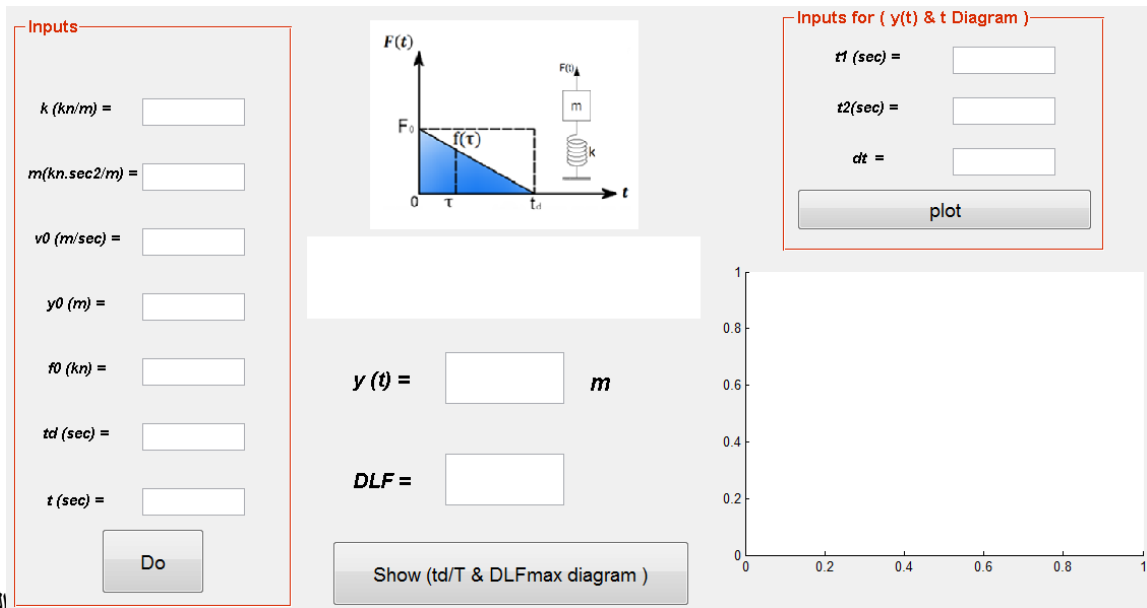 Inputs
k (kn/m) =
m(kn.sec2/m) =
v0 (m/sec) =
y0 (m) =
f0 (kn) =
td (sec) =
t (sec) =
Do
F(t)
F₀
f(τ)
0
τ
t_d
t
F(t)
m
k
y (t) =
m
DLF =
Show (td/T & DLFmax diagram )
Inputs for ( y(t) & t Diagram )
t1 (sec) =
t2(sec) =
dt =
plot
1
0.8
0.6
0.4
0.2
0
0 0.2 0.4 0.6 0.8 1